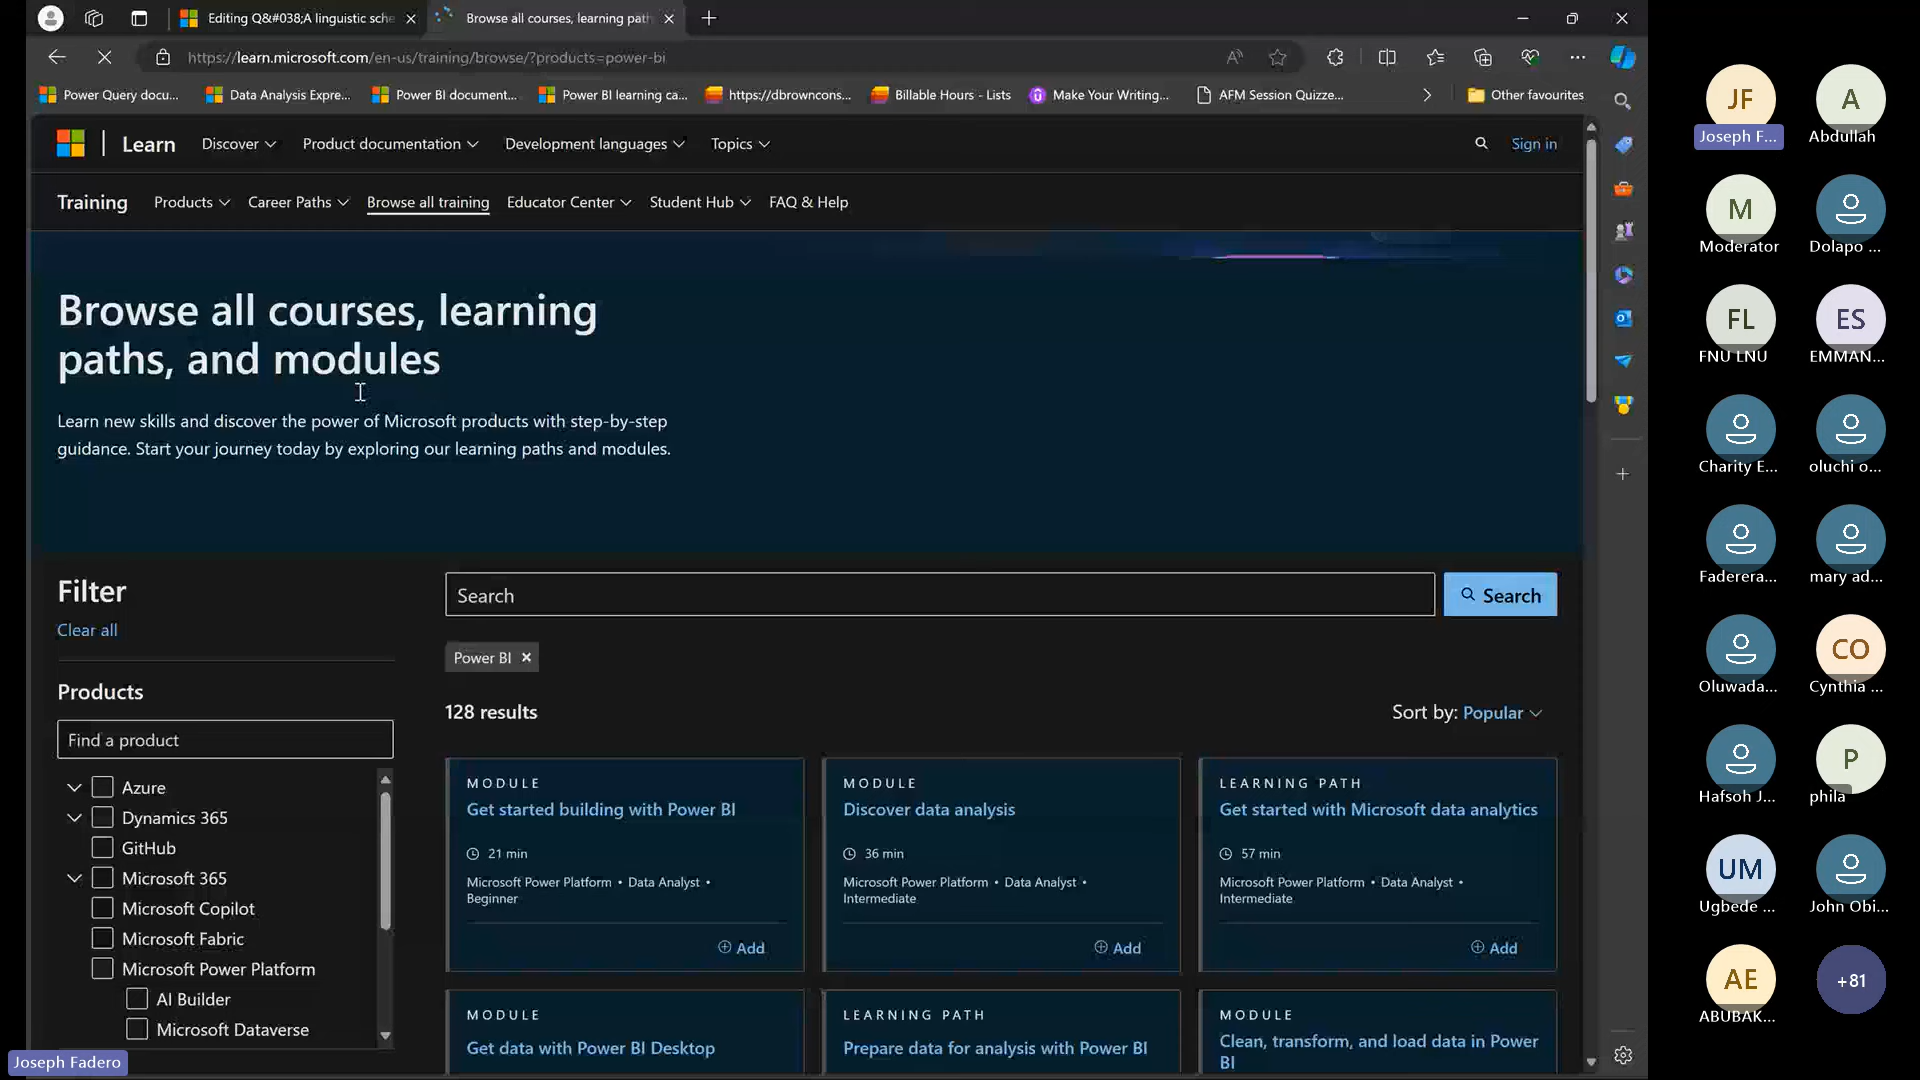 Editing Q&#038;A linguistic sche
Browse all courses, learning path
https://learn.microsoft.com/en-us/training/browse/?products=power-bi
Power Query docu...
Data Analysis Expre...
Power BI document...
Power BI learning ca...
https://dbrowncons...
Billable Hours - Lists
Make Your Writing...
AFM Session Quizze...
Other favourites
Learn
Discover
Product documentation
Development languages
Topics
Sign in
Training
Products
Career Paths
Browse all training
Educator Center
Student Hub
FAQ & Help
Browse all courses, learning
paths, and modules
Learn new skills and discover the power of Microsoft products with step-by-step
guidance. Start your journey today by exploring our learning paths and modules.
Filter
Clear all
Products
Find a product
Azure
Dynamics 365
GitHub
Microsoft 365
Microsoft Copilot
Microsoft Fabric
Microsoft Power Platform
AI Builder
Microsoft Dataverse
Search
Search
Power BI
128 results
Sort by: Popular
MODULE
Get started building with Power BI
21 min
Microsoft Power Platform • Data Analyst •
Beginner
Add
MODULE
Discover data analysis
36 min
Microsoft Power Platform • Data Analyst •
Intermediate
Add
LEARNING PATH
Get started with Microsoft data analytics
57 min
Microsoft Power Platform • Data Analyst •
Intermediate
Add
MODULE
Get data with Power BI Desktop
LEARNING PATH
Prepare data for analysis with Power BI
MODULE
Clean, transform, and load data in Power
BI
Joseph Fadero
JF
Joseph F...
A
Abdullah
M
Moderator
Dolapo ...
FL
FNU LNU
ES
EMMAN...
Charity E...
oluchi o...
Faderera...
mary ad...
Oluwada...
CO
Cynthia ...
Hafsoh J...
P
phila
UM
Ugbede ...
John Obi...
AE
ABUBAK...
+81